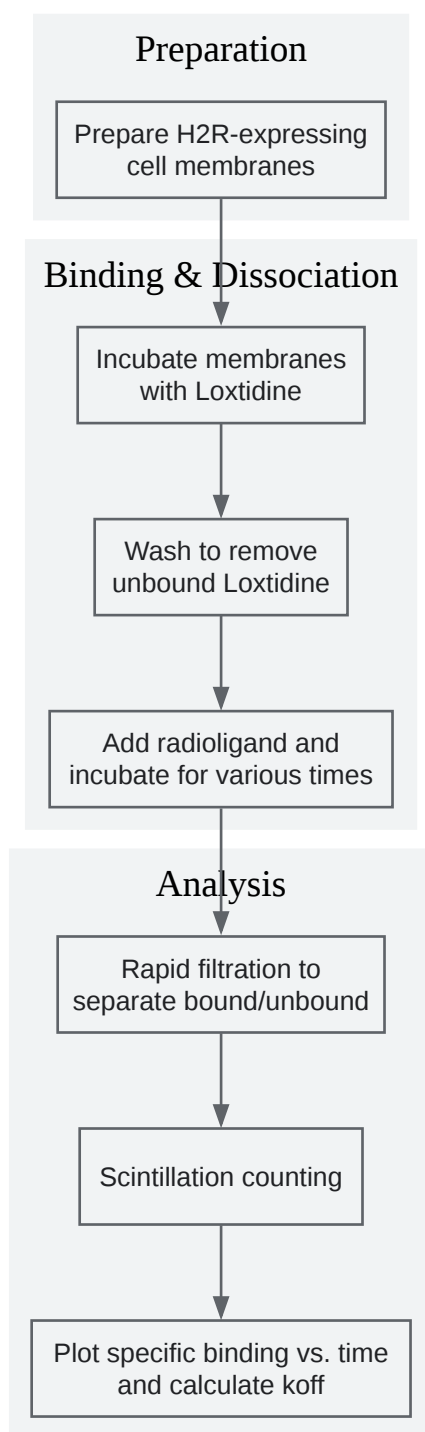 Preparation
Prepare H2R-expressing
cell membranes
Binding & Dissociation
Incubate membranes
with Loxtidine
Wash to remove
unbound Loxtidine
Add radioligand and
incubate for various times
Analysis
Rapid filtration to
separate bound/unbound
Scintillation counting
Plot specific binding vs. time
and calculate koff